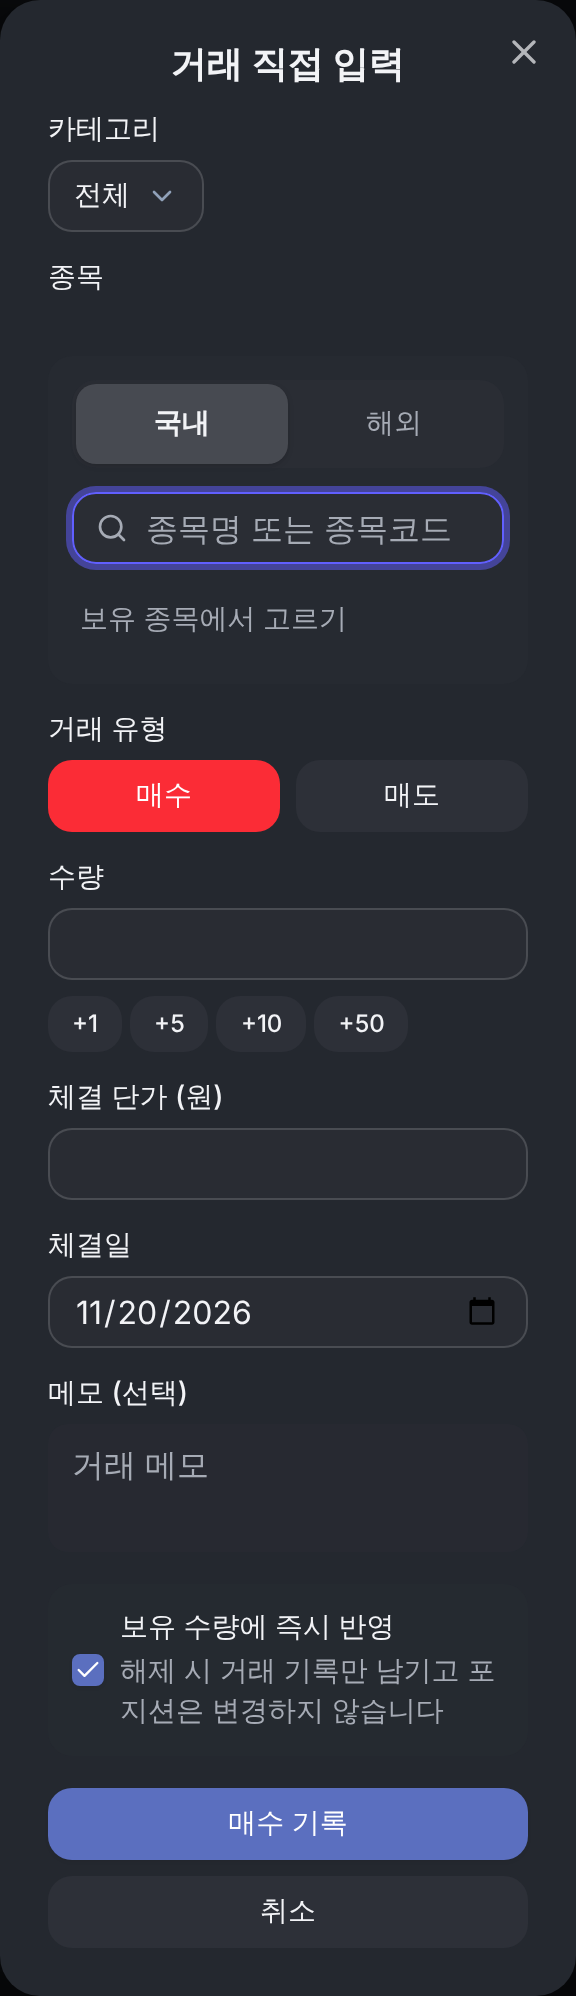 거래 직접 입력
카테고리
전체
종목
국내
해외
종목명 또는 종목코드
보유 종목에서 고르기
거래 유형
매수
매도
수량
+1
+5
+10
+50
체결 단가 (원)
체결일
11/20/2026
메모 (선택)
거래 메모
보유 수량에 즉시 반영
해제 시 거래 기록만 남기고 포
지션은 변경하지 않습니다
매수 기록
취소